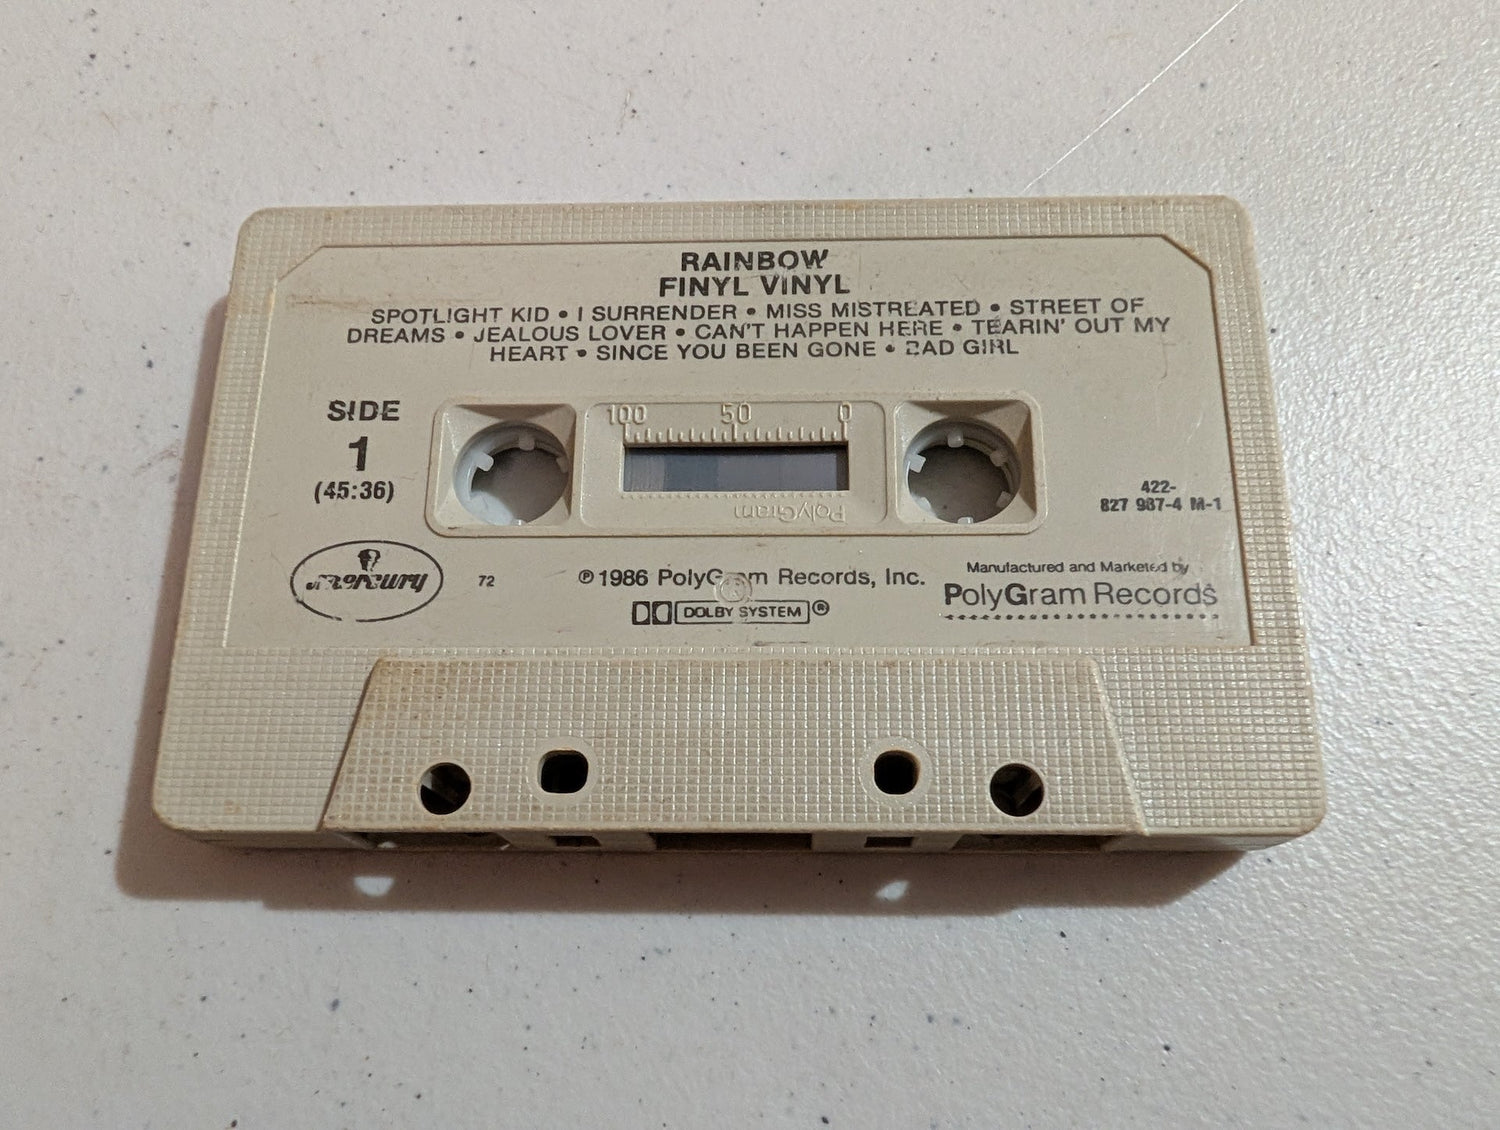 RAINBOW
FINYL VINYL
SPOTLIGHT KID • I SURRENDER • MISS MISTREATED • STREET OF
DREAMS • JEALOUS LOVER • CAN'T HAPPEN HERE • TEARIN' OUT MY
HEART • SINCE YOU BEEN GONE • BAD GIRL
SIDE
1
(45:36)
100 50 0
PolyGram
422-
827 987-4 M-1
mercury
72
℗ 1986 PolyGram Records, Inc.
DOLBY SYSTEM ®
Manufactured and Marketed by
PolyGram Records